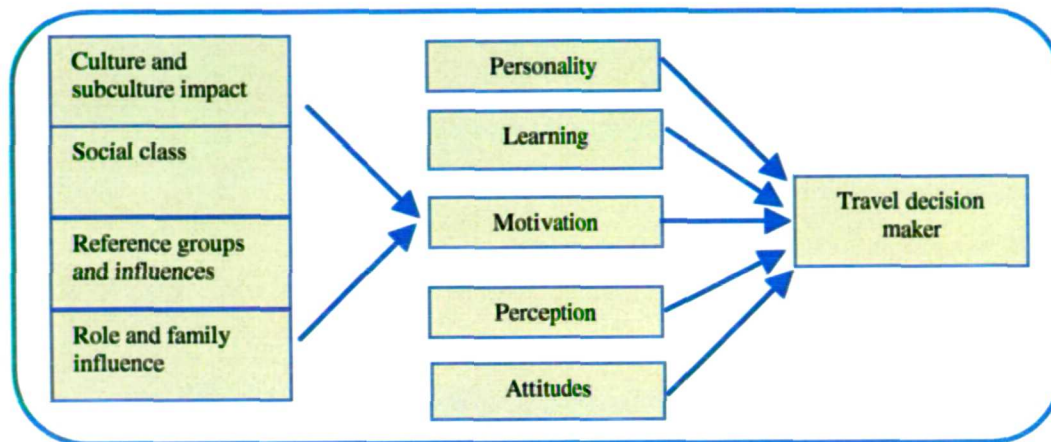 Culture and
subculture impact
Social class
Reference groups
and influences
Role and family
influence
Personality
Learning
Motivation
Perception
Attitudes
Travel decision
maker